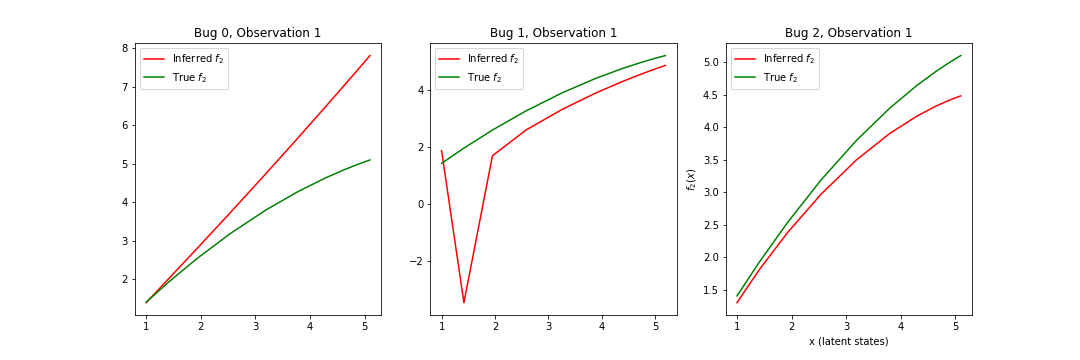 Bug 0, Observation 1
Inferred f₂
True f₂
8
7
6
5
4
3
2
1 2 3 4 5
Bug 1, Observation 1
Inferred f₂
True f₂
4
2
0
−2
1 2 3 4 5
Bug 2, Observation 1
Inferred f₂
True f₂
f₂(x)
5.0
4.5
4.0
3.5
3.0
2.5
2.0
1.5
1 2 3 4 5
x (latent states)